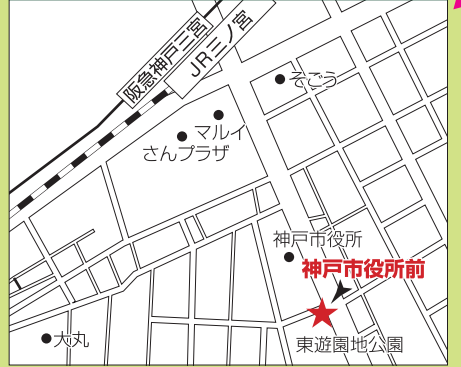 阪急神戸三宮
JR三ノ宮
そごう
マルイ
さんプラザ
神戸市役所
神戸市役所前
大丸
東遊園地公園